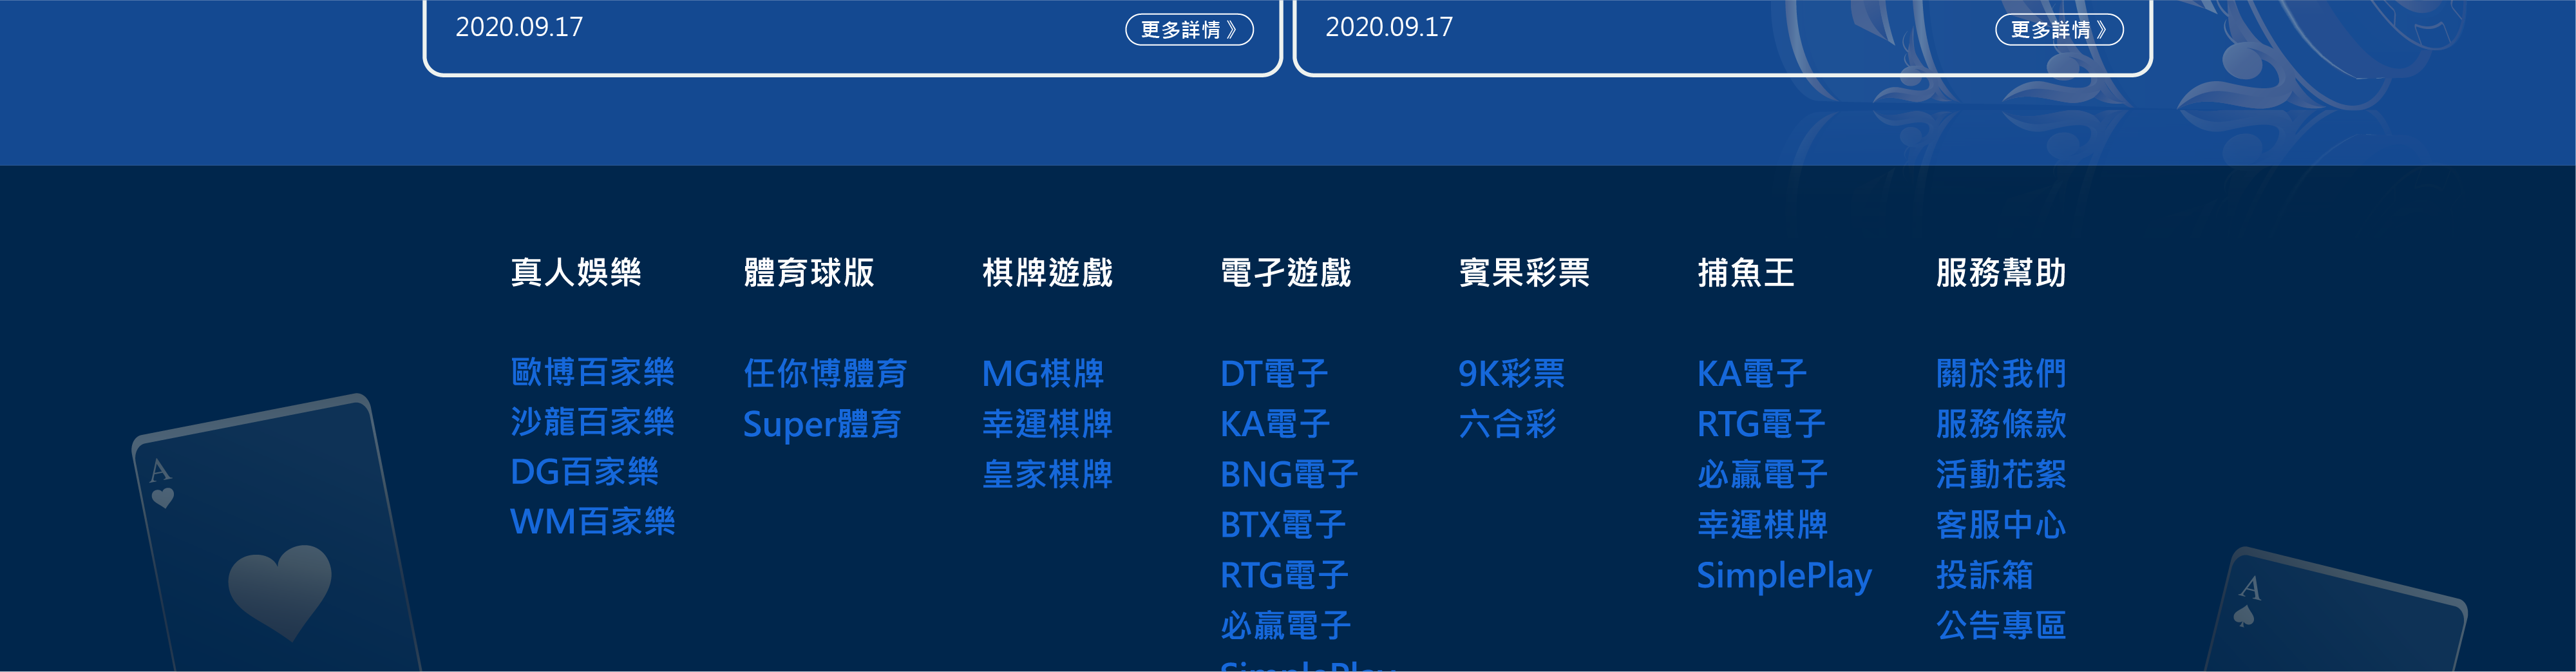 2020.09.17
更多詳情 》
2020.09.17
更多詳情 》
真人娛樂
歐博百家樂
沙龍百家樂
DG百家樂
WM百家樂
體育球版
任你博體育
Super體育
棋牌遊戲
MG棋牌
幸運棋牌
皇家棋牌
電子遊戲
DT電子
KA電子
BNG電子
BTX電子
RTG電子
必贏電子
SimplePlay
賓果彩票
9K彩票
六合彩
捕魚王
KA電子
RTG電子
必贏電子
幸運棋牌
SimplePlay
服務幫助
關於我們
服務條款
活動花絮
客服中心
投訴箱
公告專區
A
A